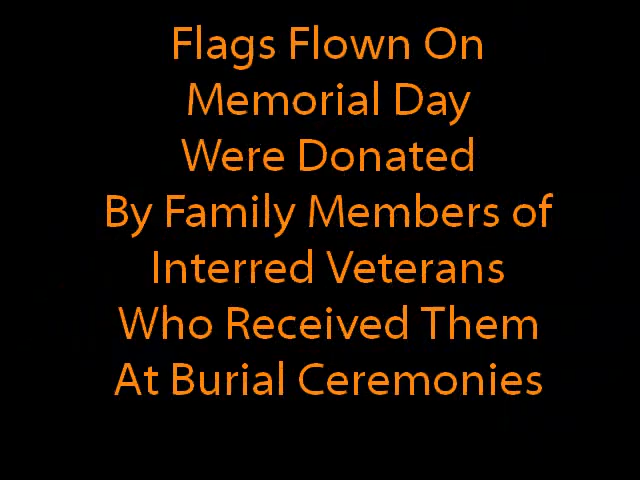 Flags Flown On
Memorial Day
Were Donated
By Family Members of
Interred Veterans
Who Received Them
At Burial Ceremonies